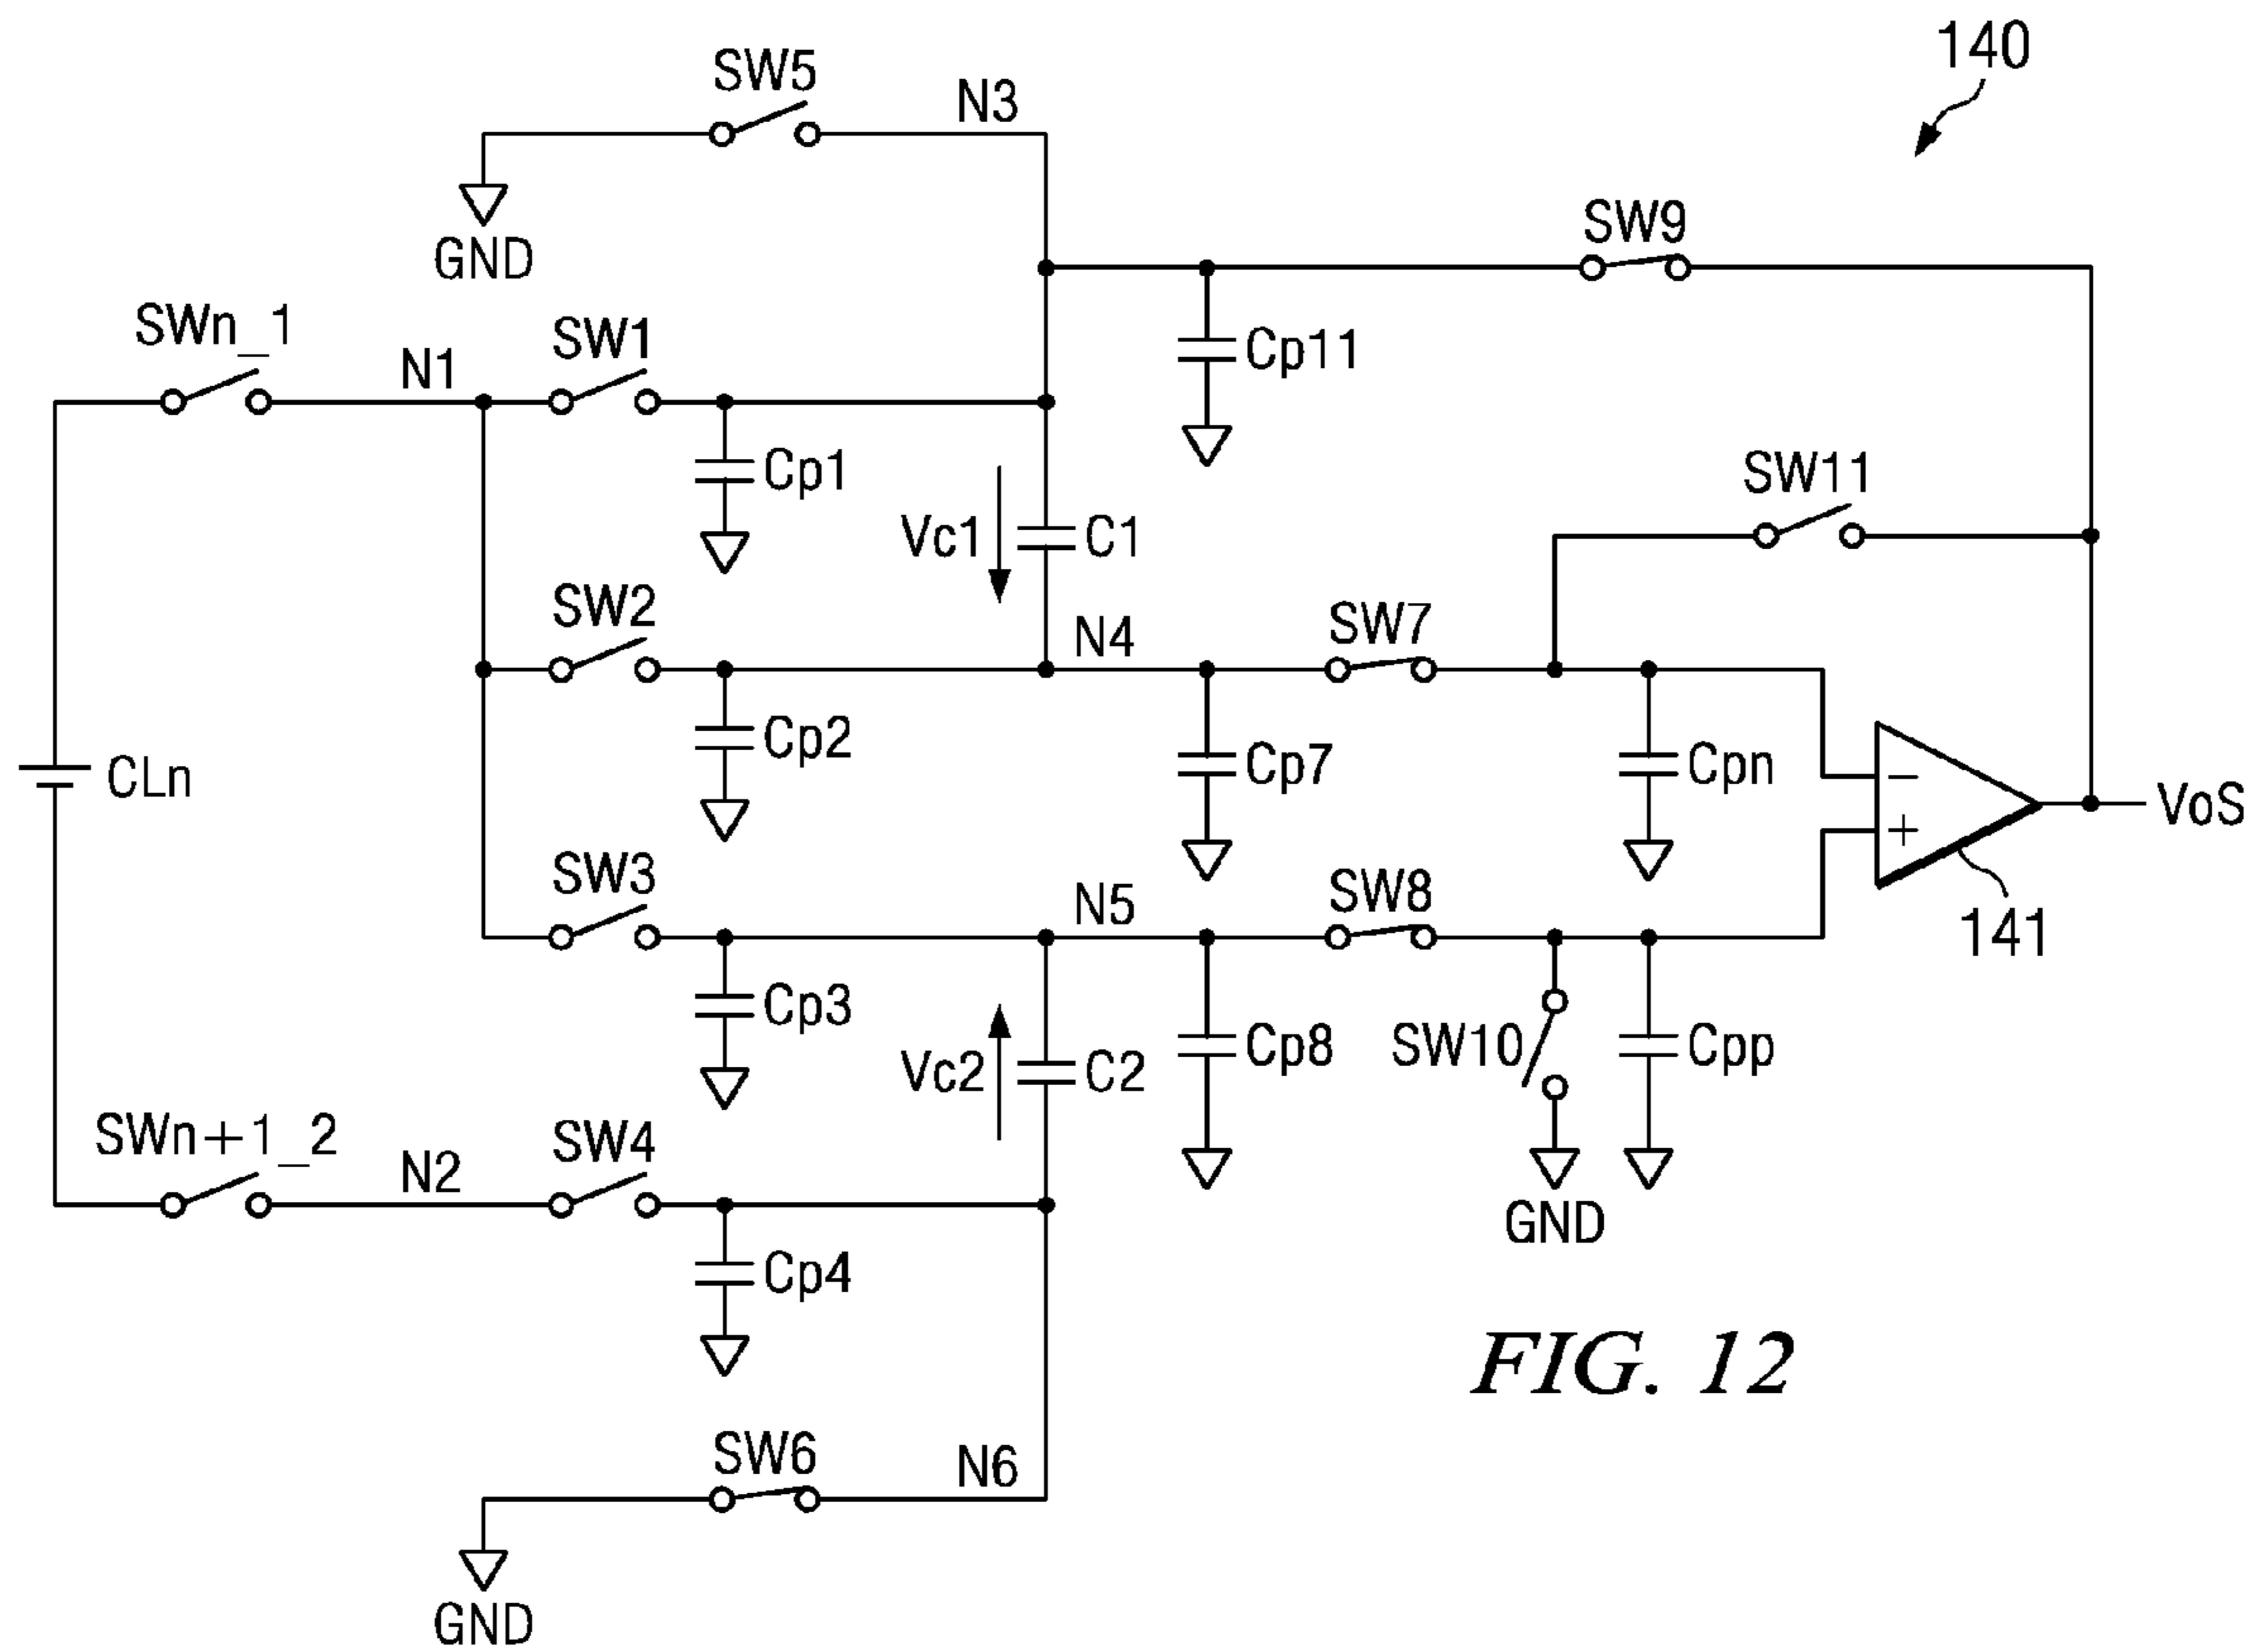 140
SW5
N3
GND
SW9
SWn_1
N1
SW1
Cp11
Cp1
Vc1
C1
SW11
SW2
N4
SW7
Cp2
Cp7
Cpn
CLn
−
+
VoS
SW3
N5
SW8
141
Cp3
Vc2
C2
Cp8
SW10
Cpp
SWn+1_2
N2
SW4
GND
Cp4
FIG. 12
SW6
N6
GND